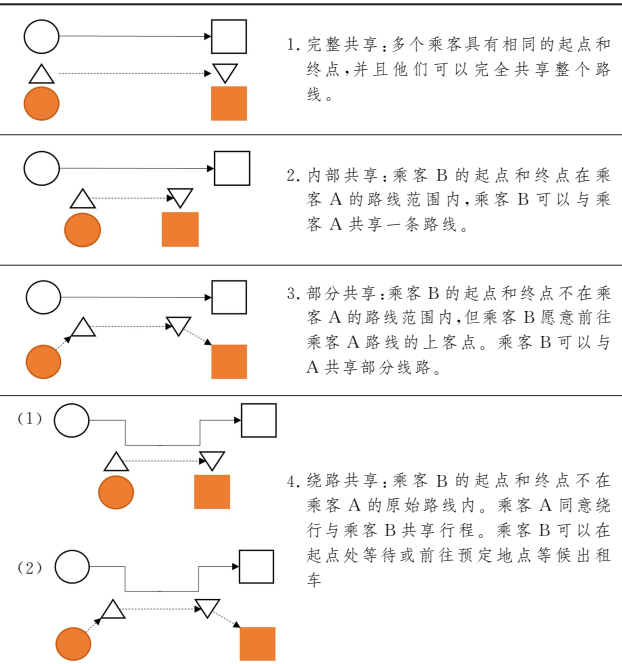 1. 完整共享:多个乘客具有相同的起点和
终点,并且他们可以完全共享整个路
线。
2. 内部共享:乘客 B 的起点和终点在乘
客 A 的路线范围内,乘客 B 可以与乘
客 A 共享一条路线。
3. 部分共享:乘客 B 的起点和终点不在乘
客 A 的路线范围内,但乘客 B 愿意前往
乘客 A 路线的上客点。乘客 B 可以与
A 共享部分线路。
(1)
4. 绕路共享:乘客 B 的起点和终点不在
乘客 A 的原始路线内。乘客 A 同意绕
行与乘客 B 共享行程。乘客 B 可以在
起点处等待或前往预定地点等候出租
车
(2)